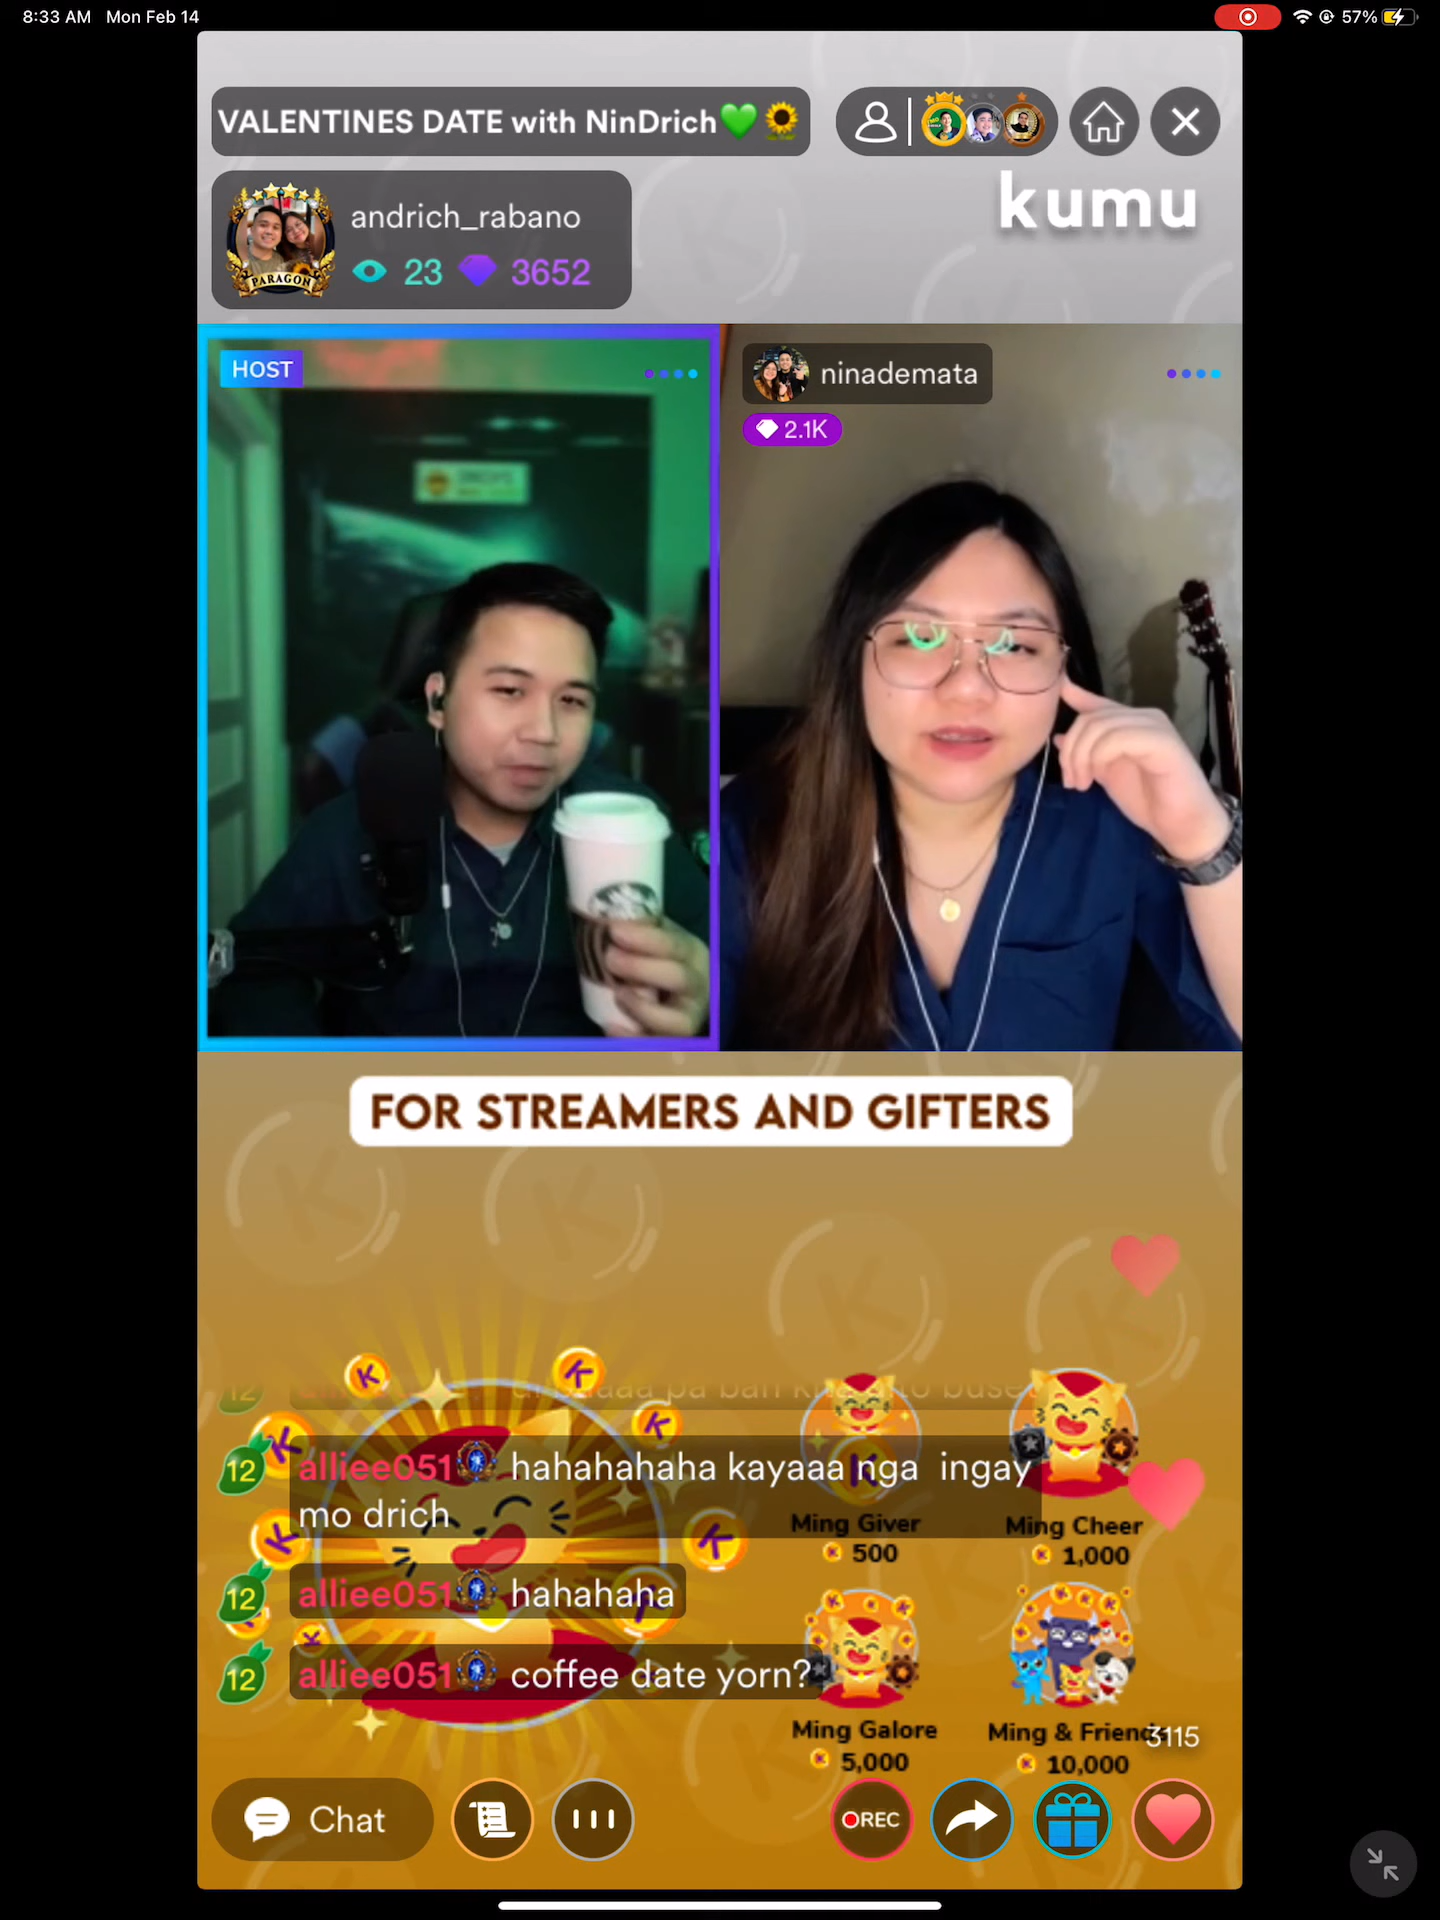 8:33 AM Mon Feb 14
57%
VALENTINES DATE with NinDrich
andrich_rabano
23 3652
PARAGON
kumu
HOST
ninademata
2.1K
FOR STREAMERS AND GIFTERS
12 alliee051 hahahahaha kayaaa nga ingay
mo drich
12 alliee051 hahahaha
12 alliee051 coffee date yorn?
Ming Giver
500
Ming Cheer
1,000
Ming Galore
5,000
Ming & Friends
10,000
3115
Chat
REC